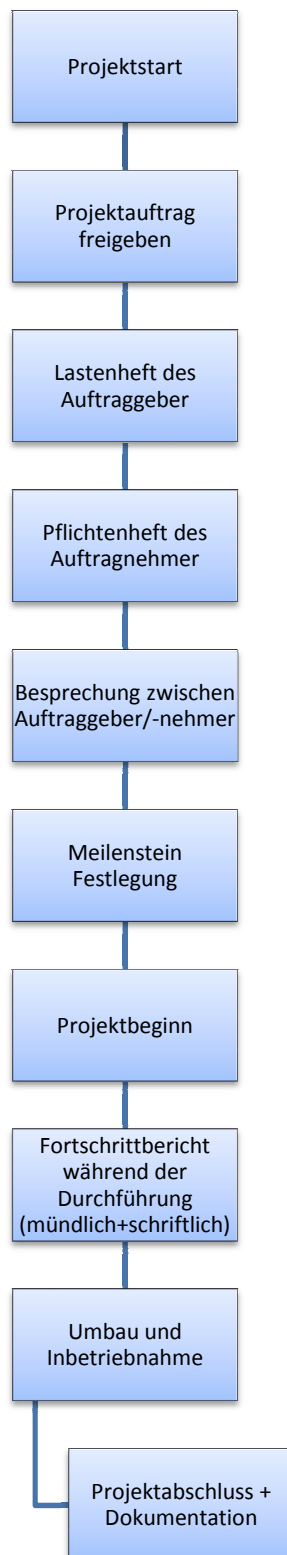 Projektstart
Projektauftrag
freigeben
Lastenheft des
Auftraggeber
Pflichtenheft des
Auftragnehmer
Besprechung zwischen
Auftraggeber/-nehmer
Meilenstein
Festlegung
Projektbeginn
Fortschrittbericht
während der
Durchführung
(mündlich+schriftlich)
Umbau und
Inbetriebnahme
Projektabschluss +
Dokumentation